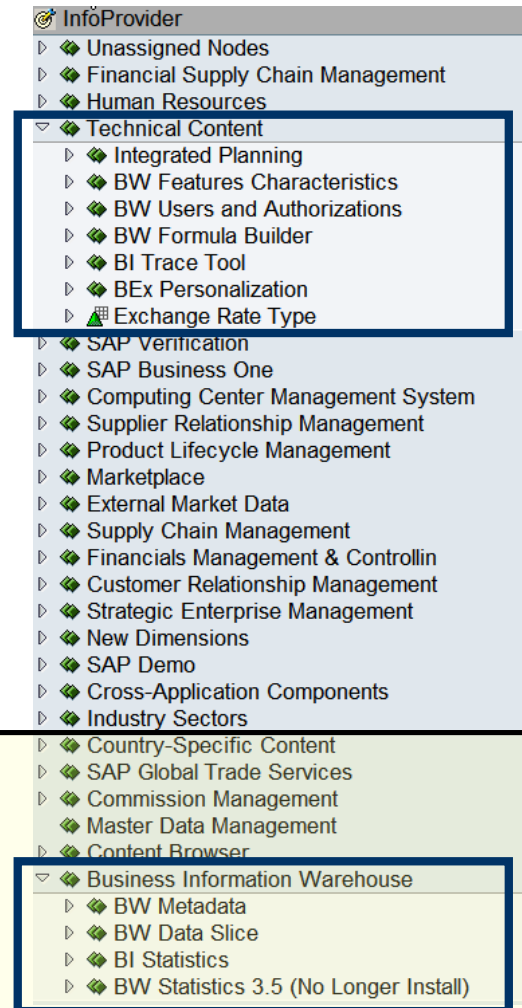 InfoProvider
Unassigned Nodes
Financial Supply Chain Management
Human Resources
Technical Content
Integrated Planning
BW Features Characteristics
BW Users and Authorizations
BW Formula Builder
BI Trace Tool
BEx Personalization
Exchange Rate Type
SAP Verification
SAP Business One
Computing Center Management System
Supplier Relationship Management
Product Lifecycle Management
Marketplace
External Market Data
Supply Chain Management
Financials Management & Controllin
Customer Relationship Management
Strategic Enterprise Management
New Dimensions
SAP Demo
Cross-Application Components
Industry Sectors
Country-Specific Content
SAP Global Trade Services
Commission Management
Master Data Management
Content Browser
Business Information Warehouse
BW Metadata
BW Data Slice
BI Statistics
BW Statistics 3.5 (No Longer Install)